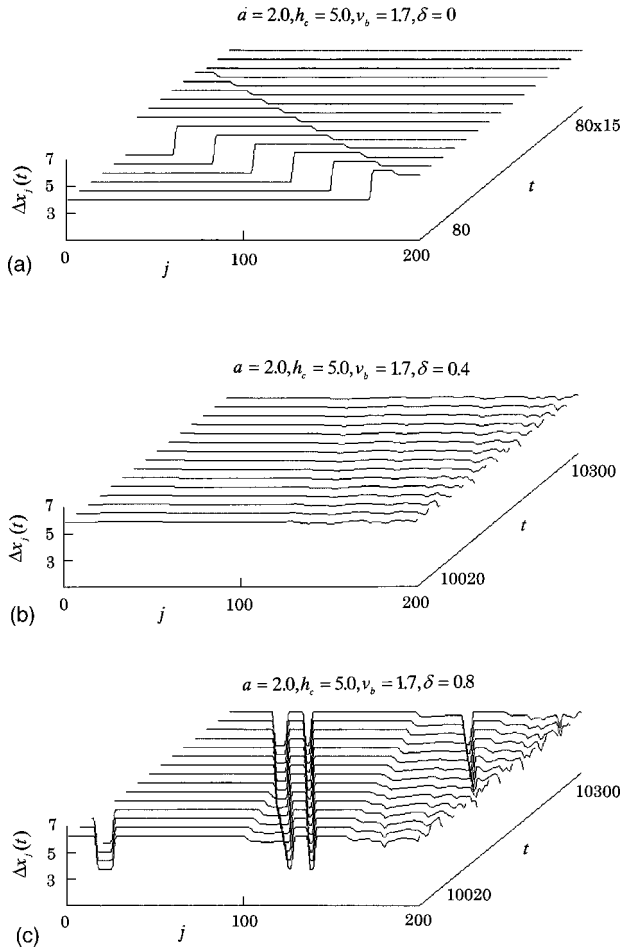 a = 2.0, h_c = 5.0, v_b = 1.7, δ = 0
Δx_j(t)
7
5
3
80x15
t
80
0
100
200
j
(a)
a = 2.0, h_c = 5.0, v_b = 1.7, δ = 0.4
Δx_j(t)
7
5
3
10300
t
10020
0
100
200
j
(b)
a = 2.0, h_c = 5.0, v_b = 1.7, δ = 0.8
Δx_j(t)
7
5
3
10300
t
10020
0
100
200
j
(c)